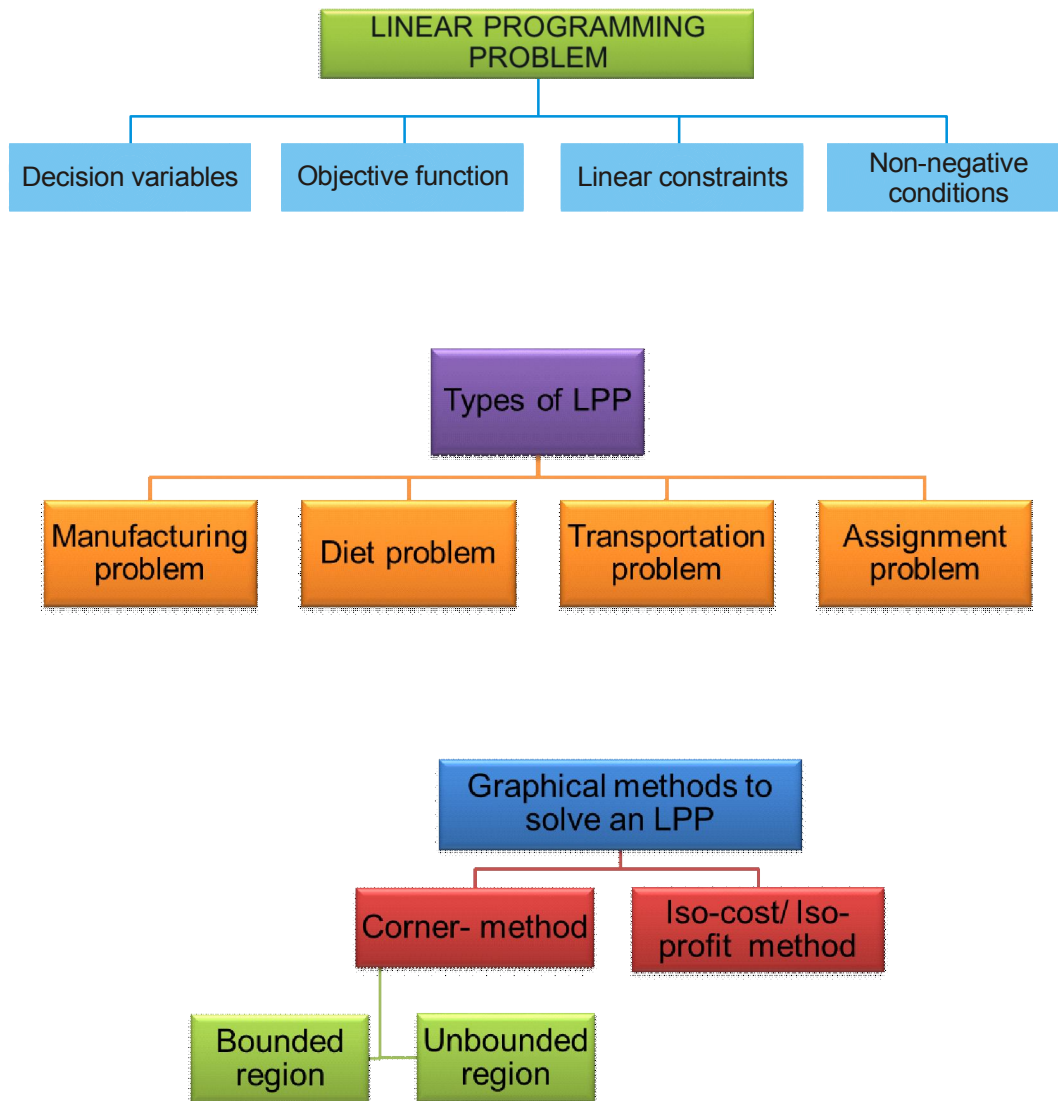 LINEAR PROGRAMMING
PROBLEM
Decision variables
Objective function
Linear constraints
Non-negative
conditions
Types of LPP
Manufacturing
problem
Diet problem
Transportation
problem
Assignment
problem
Graphical methods to
solve an LPP
Corner- method
Iso-cost/ Iso-
profit method
Bounded
region
Unbounded
region